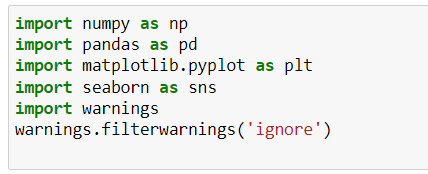 import numpy as np
import pandas as pd
import matplotlib.pyplot as plt
import seaborn as sns
import warnings
warnings.filterwarnings('ignore')